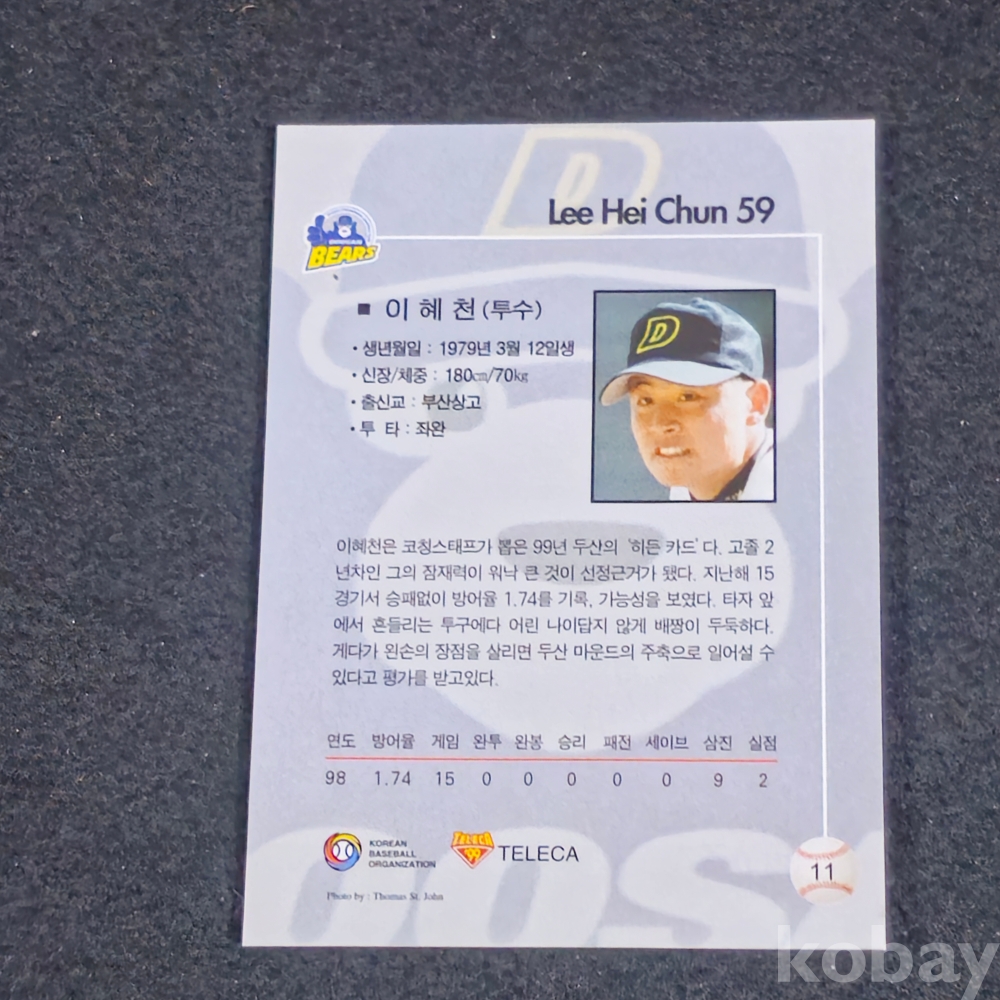 D
Lee Hei Chun 59
DOOSAN
BEARS
■ 이 혜 천 (투수)
D
• 생년월일 : 1979년 3월 12일생
• 신장/체중 : 180㎝/70㎏
• 출신교 : 부산상고
• 투 타 : 좌완
이혜천은 코칭스태프가 뽑은 99년 두산의 '히든 카드' 다. 고졸 2
년차인 그의 잠재력이 워낙 큰 것이 선정근거가 됐다. 지난해 15
경기서 승패없이 방어율 1.74를 기록, 가능성을 보였다. 타자 앞
에서 흔들리는 투구에다 어린 나이답지 않게 배짱이 두둑하다.
게다가 왼손의 장점을 살리면 두산 마운드의 주축으로 일어설 수
있다고 평가를 받고있다.
연도 방어율 게임 완투 완봉 승리 패전 세이브 삼진 실점
98 1.74 15 0 0 0 0 0 9 2
KOREAN
BASEBALL
ORGANIZATION
TELECA
'99
TELECA
11
Photo by : Thomas St. John
kobay